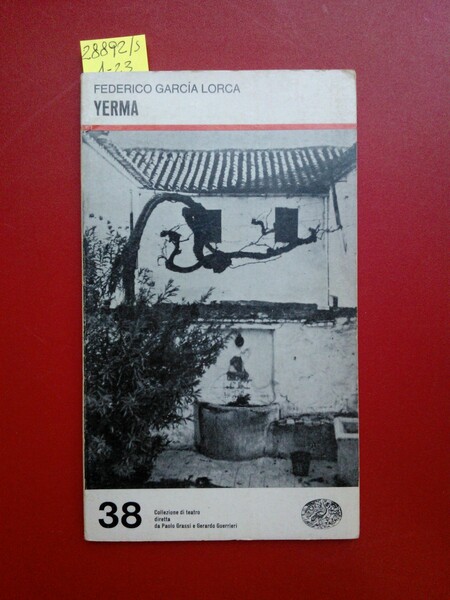 28892/s
1-23
FEDERICO GARCÍA LORCA
YERMA
38
Collezione di teatro
diretta
da Paolo Grassi e Gerardo Guerrieri